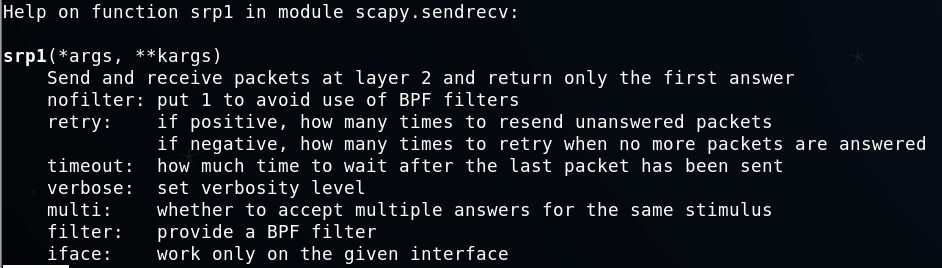 Help on function srp1 in module scapy.sendrecv:
srp1(*args, **kargs)
Send and receive packets at layer 2 and return only the first answer
nofilter: put 1 to avoid use of BPF filters
retry:    if positive, how many times to resend unanswered packets
if negative, how many times to retry when no more packets are answered
timeout:  how much time to wait after the last packet has been sent
verbose:  set verbosity level
multi:    whether to accept multiple answers for the same stimulus
filter:   provide a BPF filter
iface:    work only on the given interface